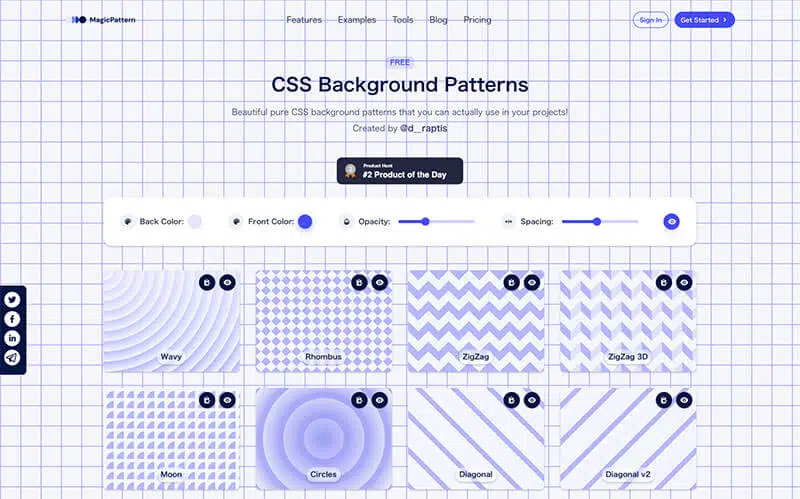 MagicPattern
Features Examples Tools Blog Pricing
Sign In Get Started
FREE
CSS Background Patterns
Beautiful pure CSS background patterns that you can actually use in your projects!
Created by @d__raptis
Product Hunt
#2 Product of the Day
Back Color: Front Color: Opacity: Spacing:
Wavy Rhombus ZigZag ZigZag 3D
Moon Circles Diagonal Diagonal v2